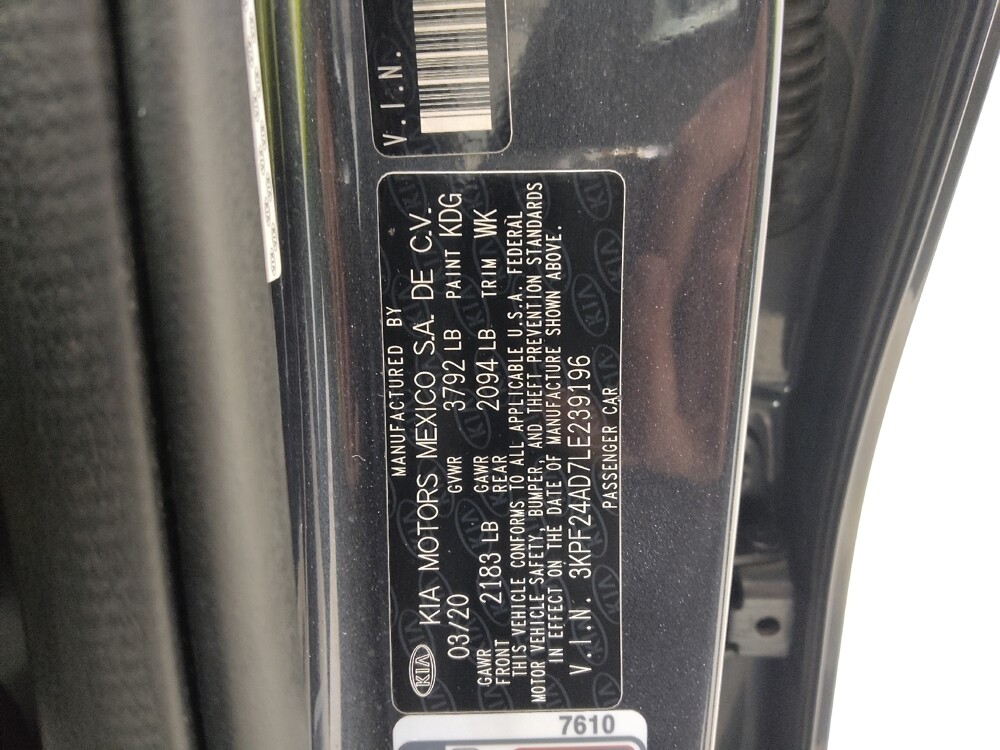 MANUFACTURED BY
KIA KIA MOTORS MEXICO S.A. DE C.V.
03/20 GVWR 3792 LB PAINT KDG
GAWR FRONT 2183 LB GAWR REAR 2094 LB TRIM WK
THIS VEHICLE CONFORMS TO ALL APPLICABLE U.S.A. FEDERAL
MOTOR VEHICLE SAFETY, BUMPER, AND THEFT PREVENTION STANDARDS
IN EFFECT ON THE DATE OF MANUFACTURE SHOWN ABOVE.
V.I.N. 3KPF24AD7LE239196
PASSENGER CAR
V.I.N.
7610